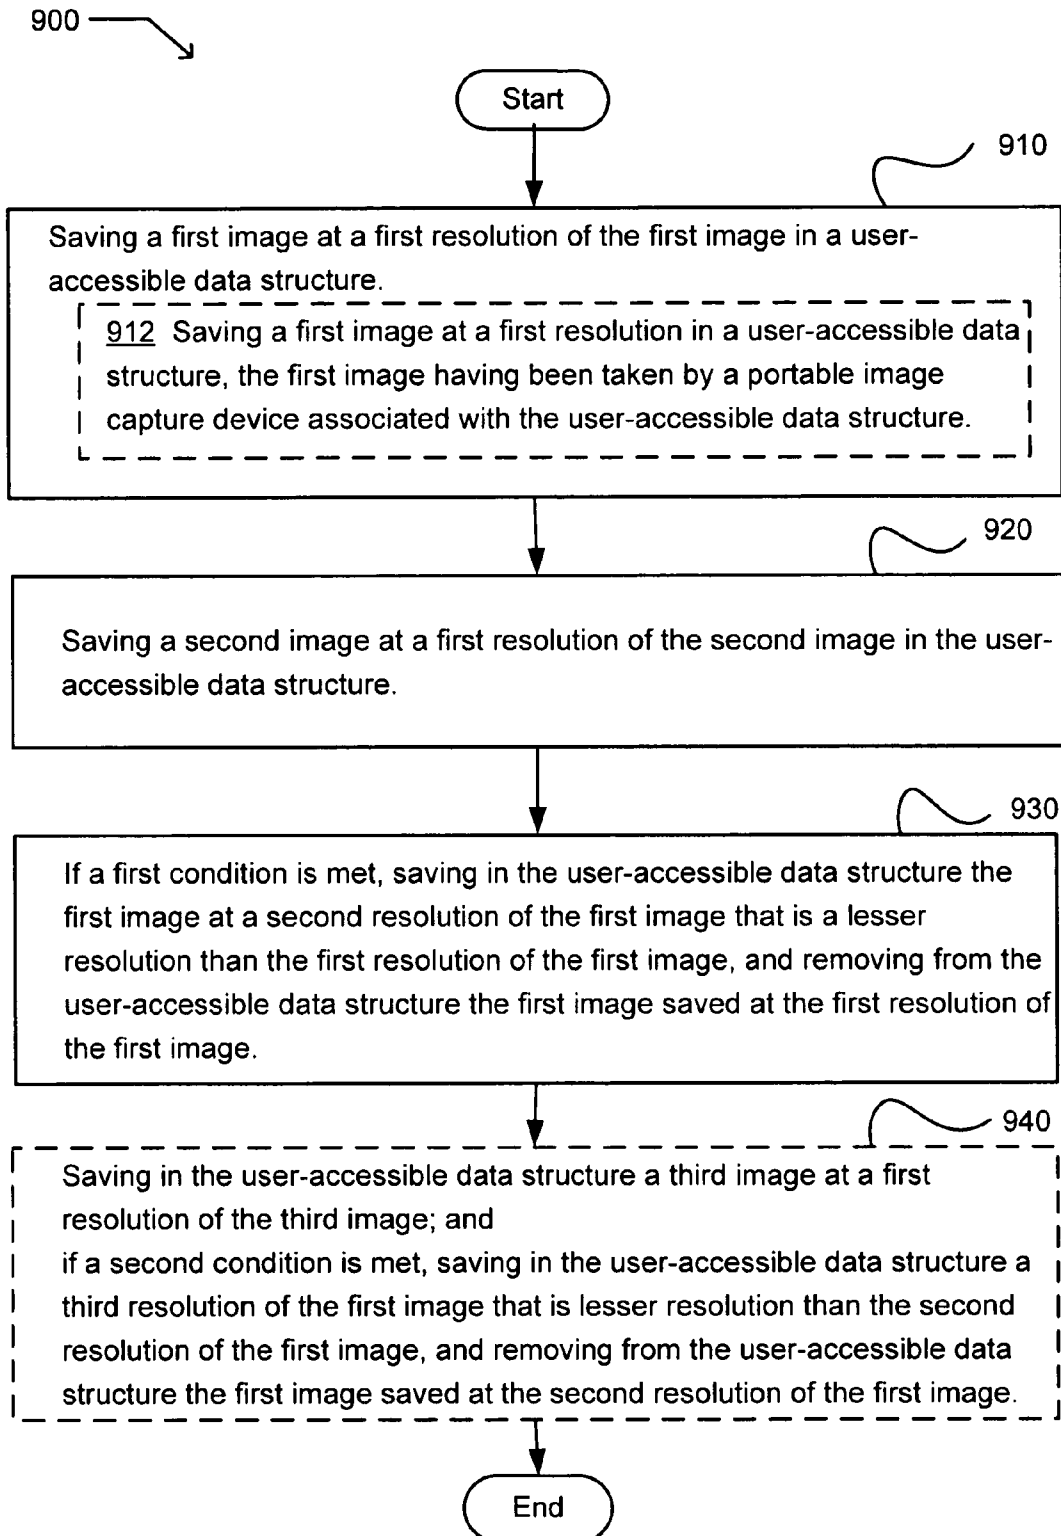 900
Start
910
Saving a first image at a first resolution of the first image in a user-
accessible data structure.
912 Saving a first image at a first resolution in a user-accessible data
structure, the first image having been taken by a portable image
capture device associated with the user-accessible data structure.
920
Saving a second image at a first resolution of the second image in the user-
accessible data structure.
930
If a first condition is met, saving in the user-accessible data structure the
first image at a second resolution of the first image that is a lesser
resolution than the first resolution of the first image, and removing from the
user-accessible data structure the first image saved at the first resolution of
the first image.
940
Saving in the user-accessible data structure a third image at a first
resolution of the third image; and
if a second condition is met, saving in the user-accessible data structure a
third resolution of the first image that is lesser resolution than the second
resolution of the first image, and removing from the user-accessible data
structure the first image saved at the second resolution of the first image.
End